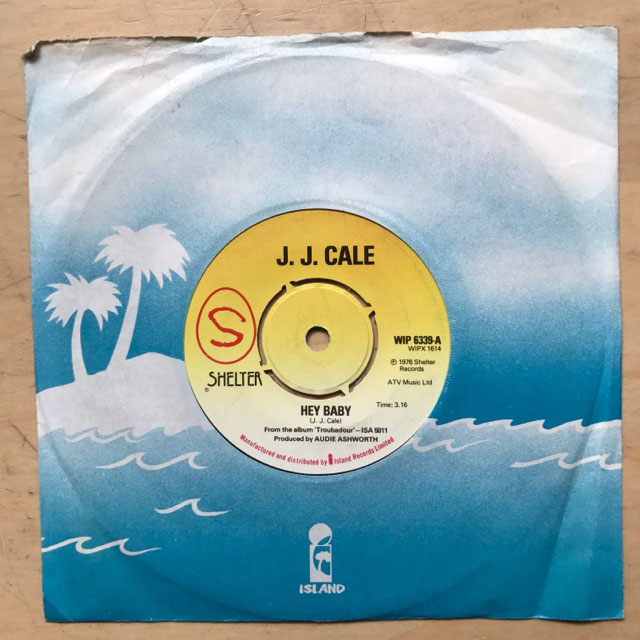 J. J. CALE
S
SHELTER
®
WIP 6339-A
WIPX 1614
℗ 1976 Shelter
Records
ATV Music Ltd
Time: 3.16
HEY BABY
(J. J. Cale)
From the album 'Troubadour'-ISA 5011
Produced by AUDIE ASHWORTH
Manufactured and distributed by Island Records Limited
ISLAND